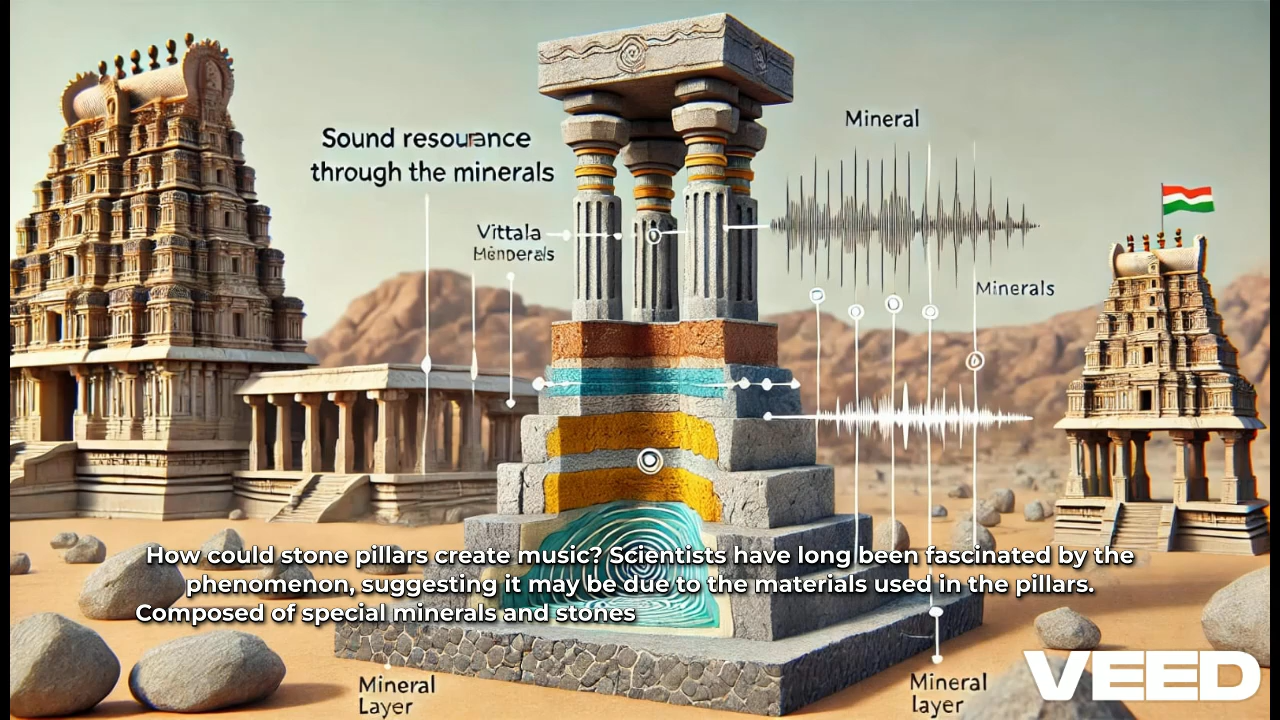 Sound resourance
through the minerals
Mineral
Vittala
Minerals
How could stone pillars create music? Scientists have long been fascinated by the
phenomenon, suggesting it may be due to the materials used in the pillars.
Composed of special minerals and stones
Mineral
Layer
Mineral
layer
VEED